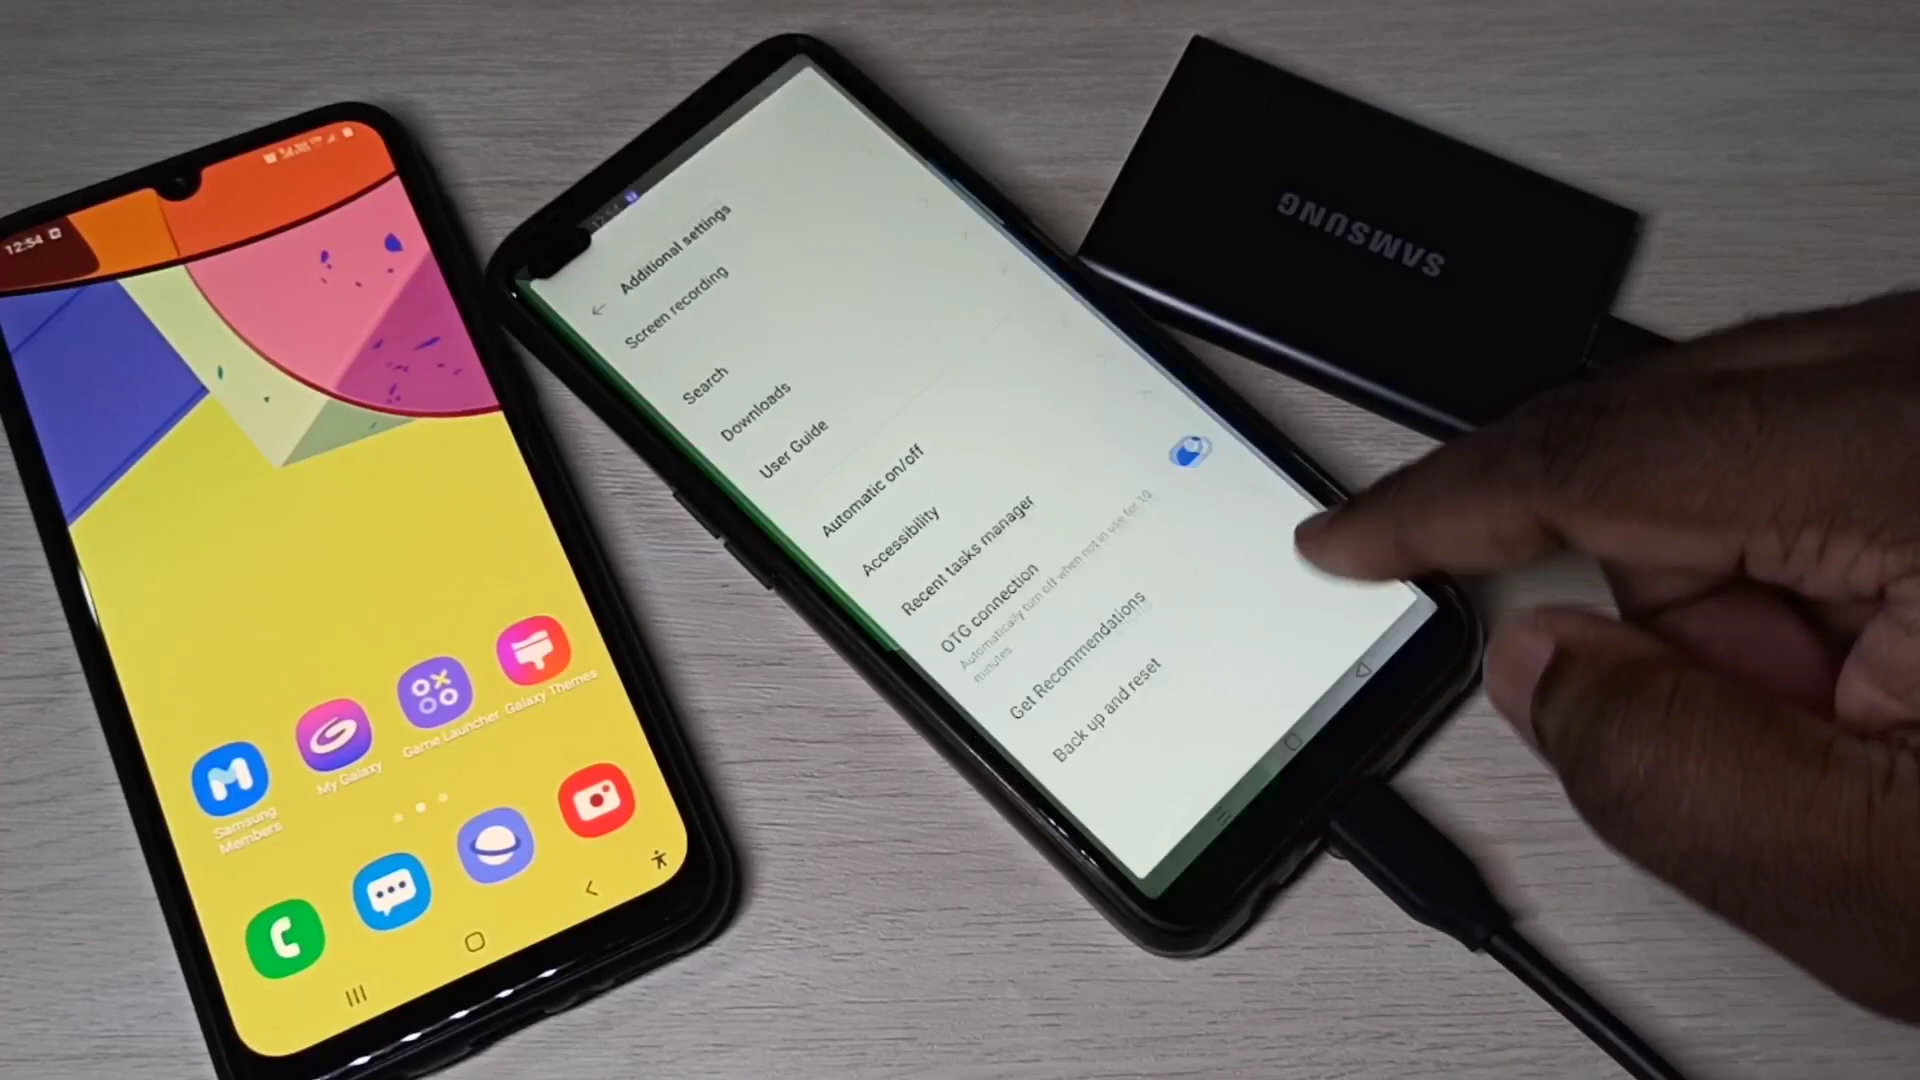 12:54
Samsung
Members
My Galaxy
Game Launcher
Galaxy Themes
12:54
Additional settings
Screen recording
Search
Downloads
User Guide
Automatic on/off
Accessibility
Recent tasks manager
OTG connection
Automatically turn off when not in use for 10
minutes
Get Recommendations
Back up and reset
SAMSUNG